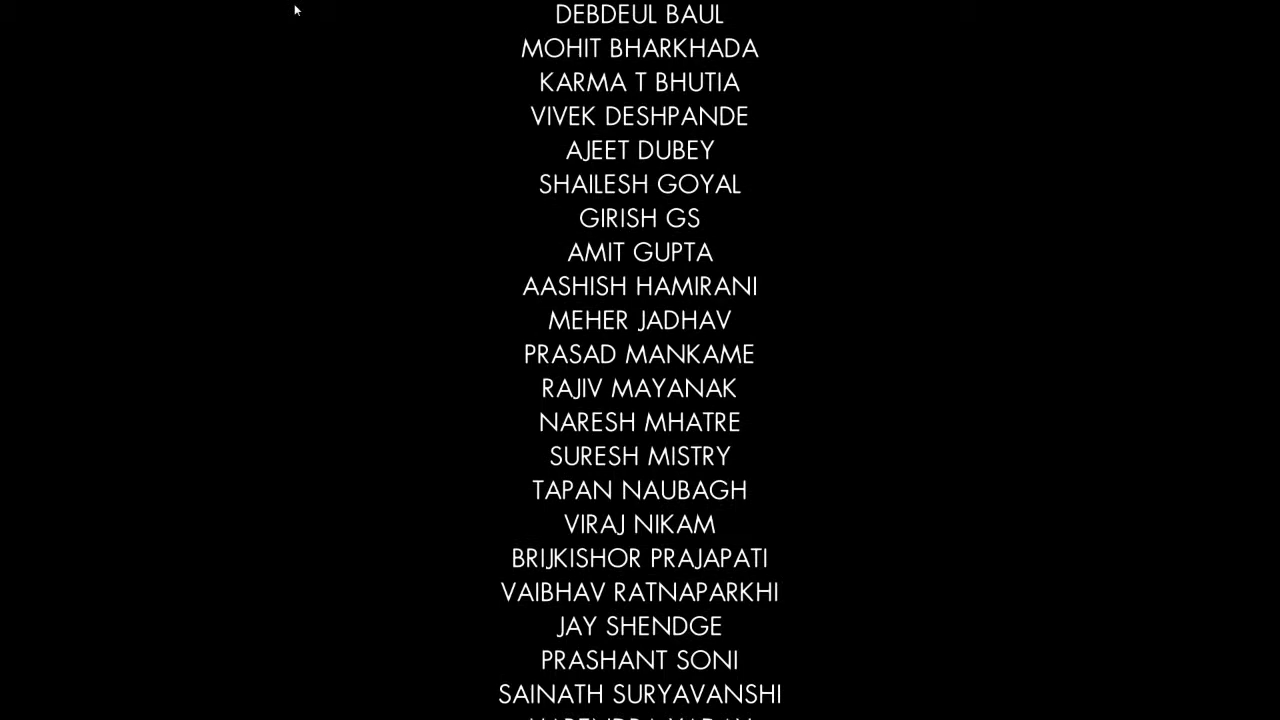 DEBDEUL BAUL
MOHIT BHARKHADA
KARMA T BHUTIA
VIVEK DESHPANDE
AJEET DUBEY
SHAILESH GOYAL
GIRISH GS
AMIT GUPTA
AASHISH HAMIRANI
MEHER JADHAV
PRASAD MANKAME
RAJIV MAYANAK
NARESH MHATRE
SURESH MISTRY
TAPAN NAUBAGH
VIRAJ NIKAM
BRIJKISHOR PRAJAPATI
VAIBHAV RATNAPARKHI
JAY SHENDGE
PRASHANT SONI
SAINATH SURYAVANSHI